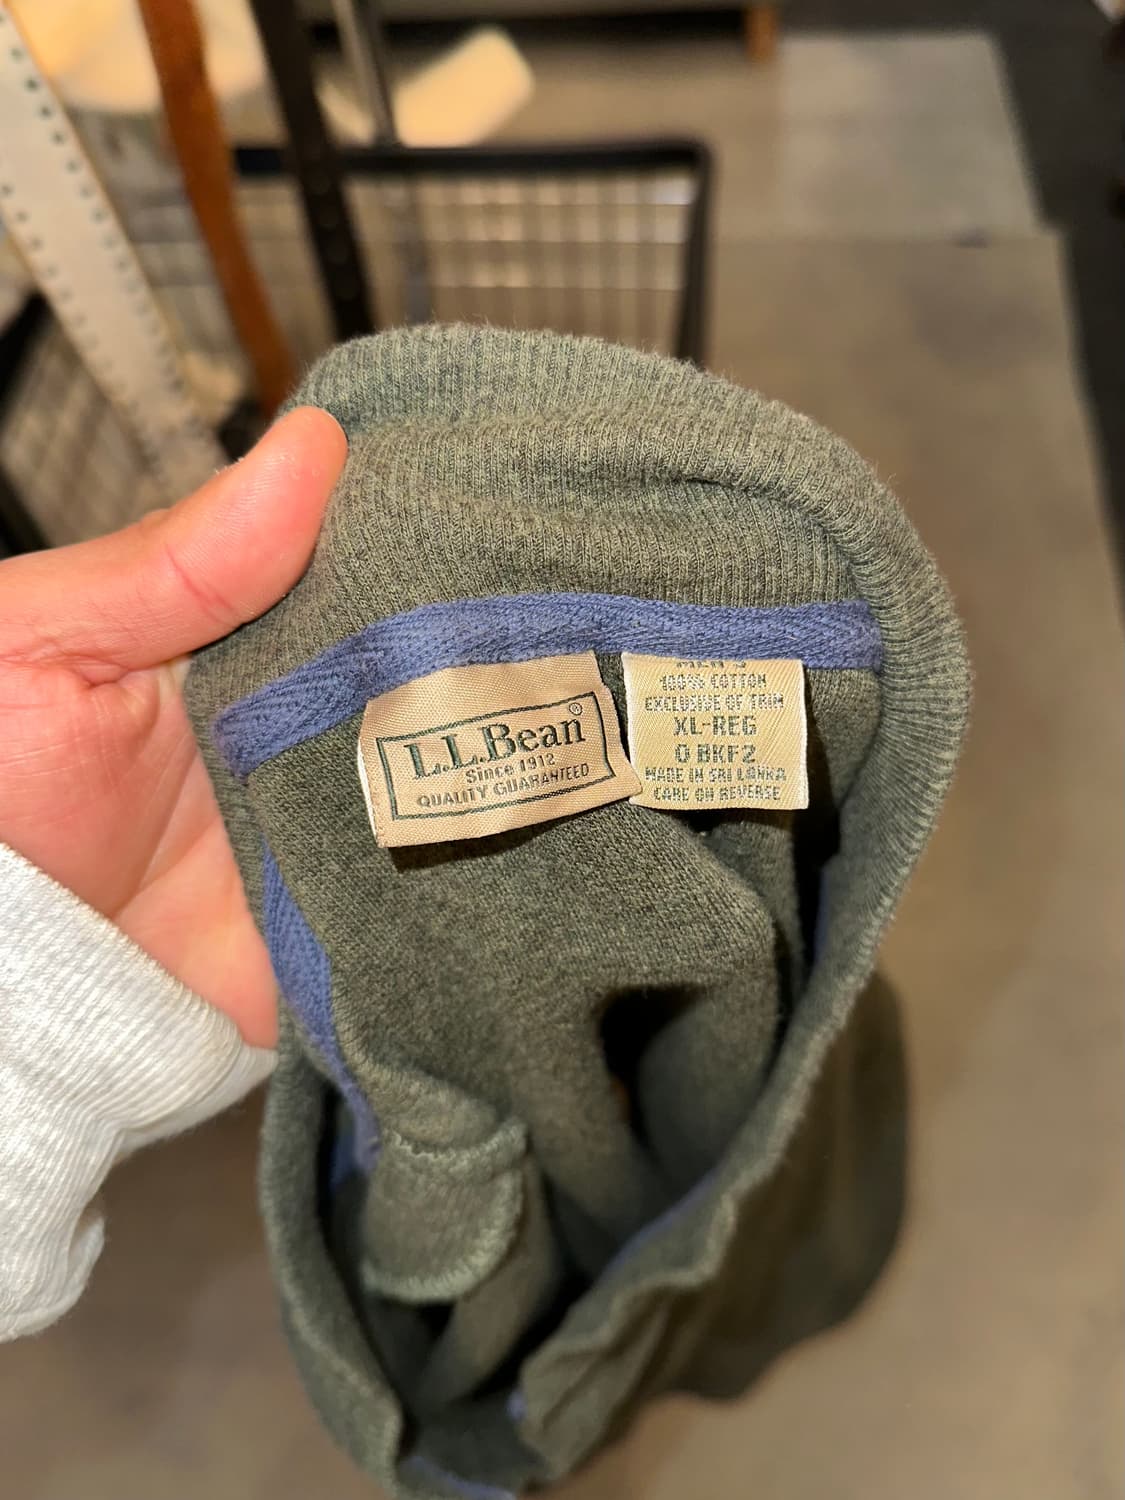 L.L.Bean®
Since 1912
QUALITY GUARANTEED
MEN'S
100% COTTON
EXCLUSIVE OF TRIM
XL-REG
0 BKF2
MADE IN SRI LANKA
CARE ON REVERSE